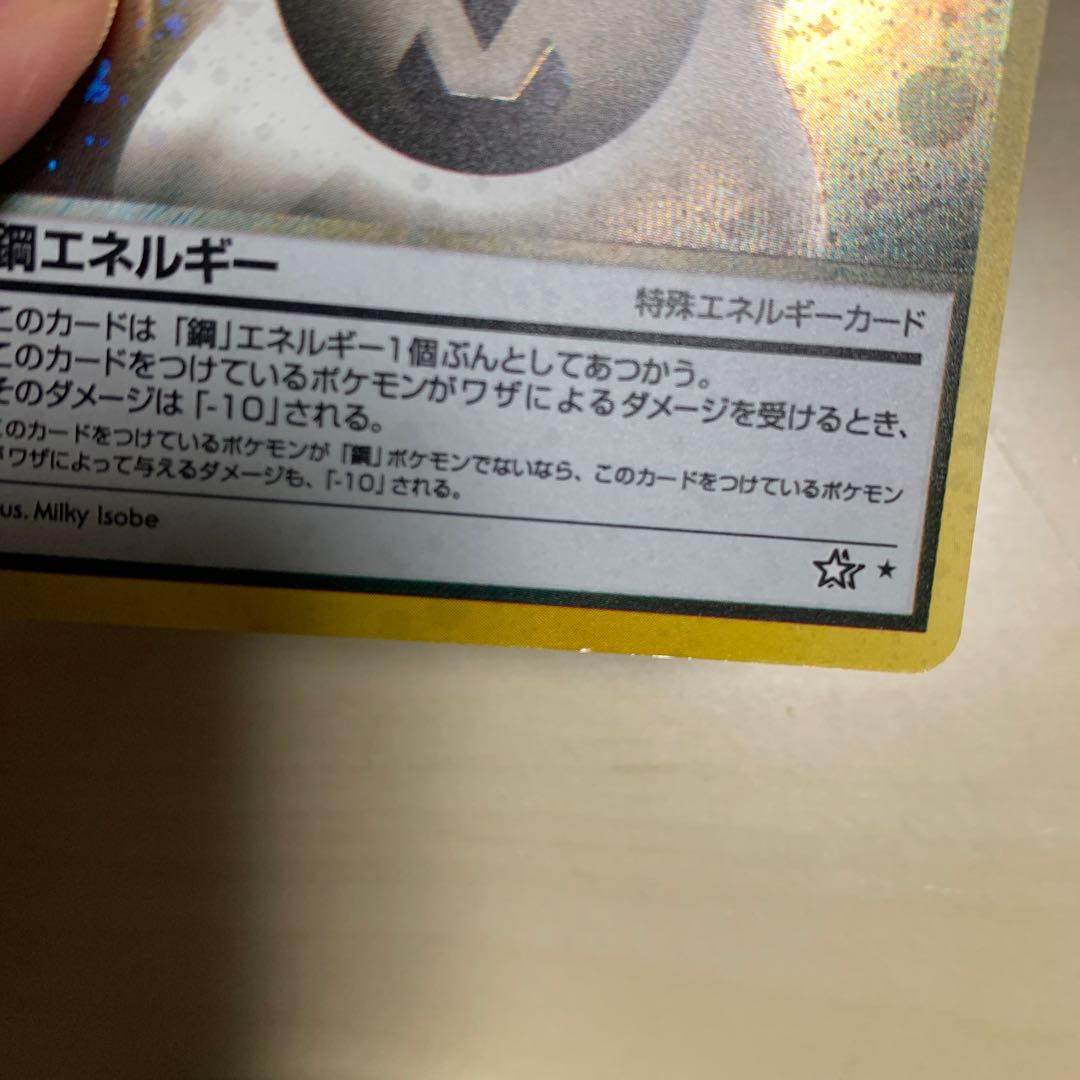 鋼エネルギー
特殊エネルギーカード
このカードは「鋼」エネルギー1個ぶんとしてあつかう。
このカードをつけているポケモンがワザによるダメージを受けるとき、
そのダメージは「-10」される。
このカードをつけているポケモンが「鋼」ポケモンでないなら、このカードをつけているポケモン
がワザによって与えるダメージも、「-10」される。
us. Milky Isobe